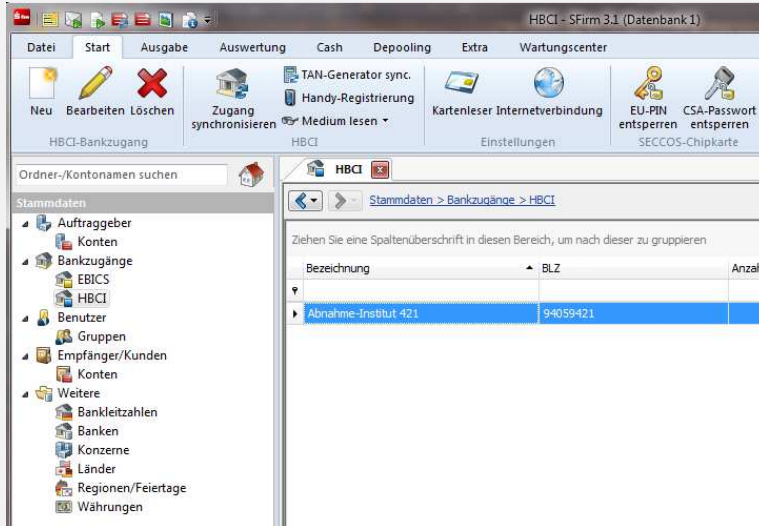 HBCI - SFirm 3.1 (Datenbank 1)
Datei Start Ausgabe Auswertung Cash Depooling Extra Wartungscenter
Neu Bearbeiten Löschen
HBCI-Bankzugang
Zugang synchronisieren
TAN-Generator sync.
Handy-Registrierung
Medium lesen
HBCI
Kartenleser Internetverbindung
Einstellungen
EU-PIN entsperren
CSA-Passwort entsperren
SECCOS-Chipkarte
Ordner-/Kontonamen suchen
Stammdaten
Auftraggeber
Konten
Bankzugänge
EBICS
HBCI
Benutzer
Gruppen
Empfänger/Kunden
Konten
Weitere
Bankleitzahlen
Banken
Konzerne
Länder
Regionen/Feiertage
Währungen
HBCI
Stammdaten > Bankzugänge > HBCI
Ziehen Sie eine Spaltenüberschrift in diesen Bereich, um nach dieser zu gruppieren
Bezeichnung BLZ Anzah
Abnahme-Institut 421 94059421